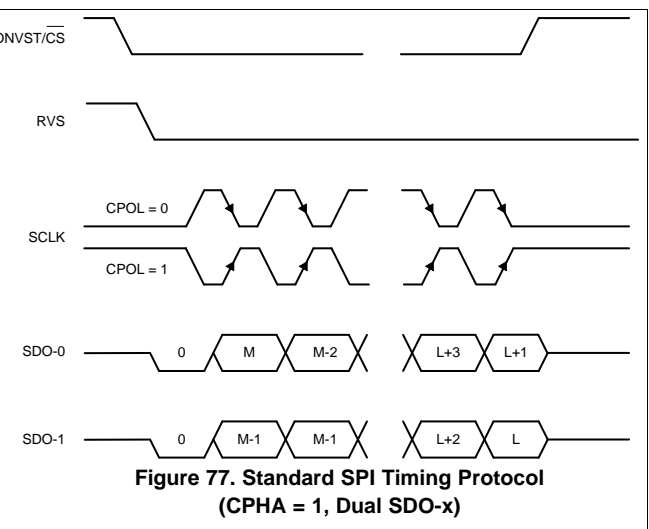 ONVST/CS
RVS
CPOL = 0
SCLK
CPOL = 1
SDO-0 0 M M-2 L+3 L+1
SDO-1 0 M-1 M-1 L+2 L
Figure 77. Standard SPI Timing Protocol
(CPHA = 1, Dual SDO-x)